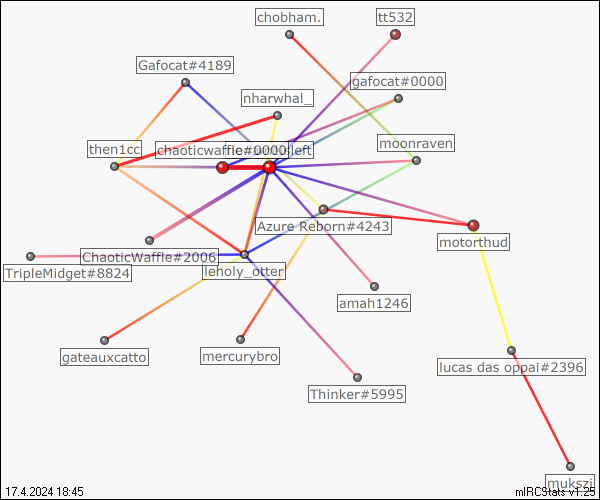 chobham.
tt532
Gafocat#4189
gafocat#0000
nharwhal_
then1cc
chaoticwaffle#0000
left
moonraven
Azure Reborn#4243
motorthud
ChaoticWaffle#2006
TripleMidget#8824
leholy_otter
amah1246
gateauxcatto
mercurybro
lucas das oppai#2396
Thinker#5995
mukszi
17.4.2024 18:45
mIRCStats v1.25